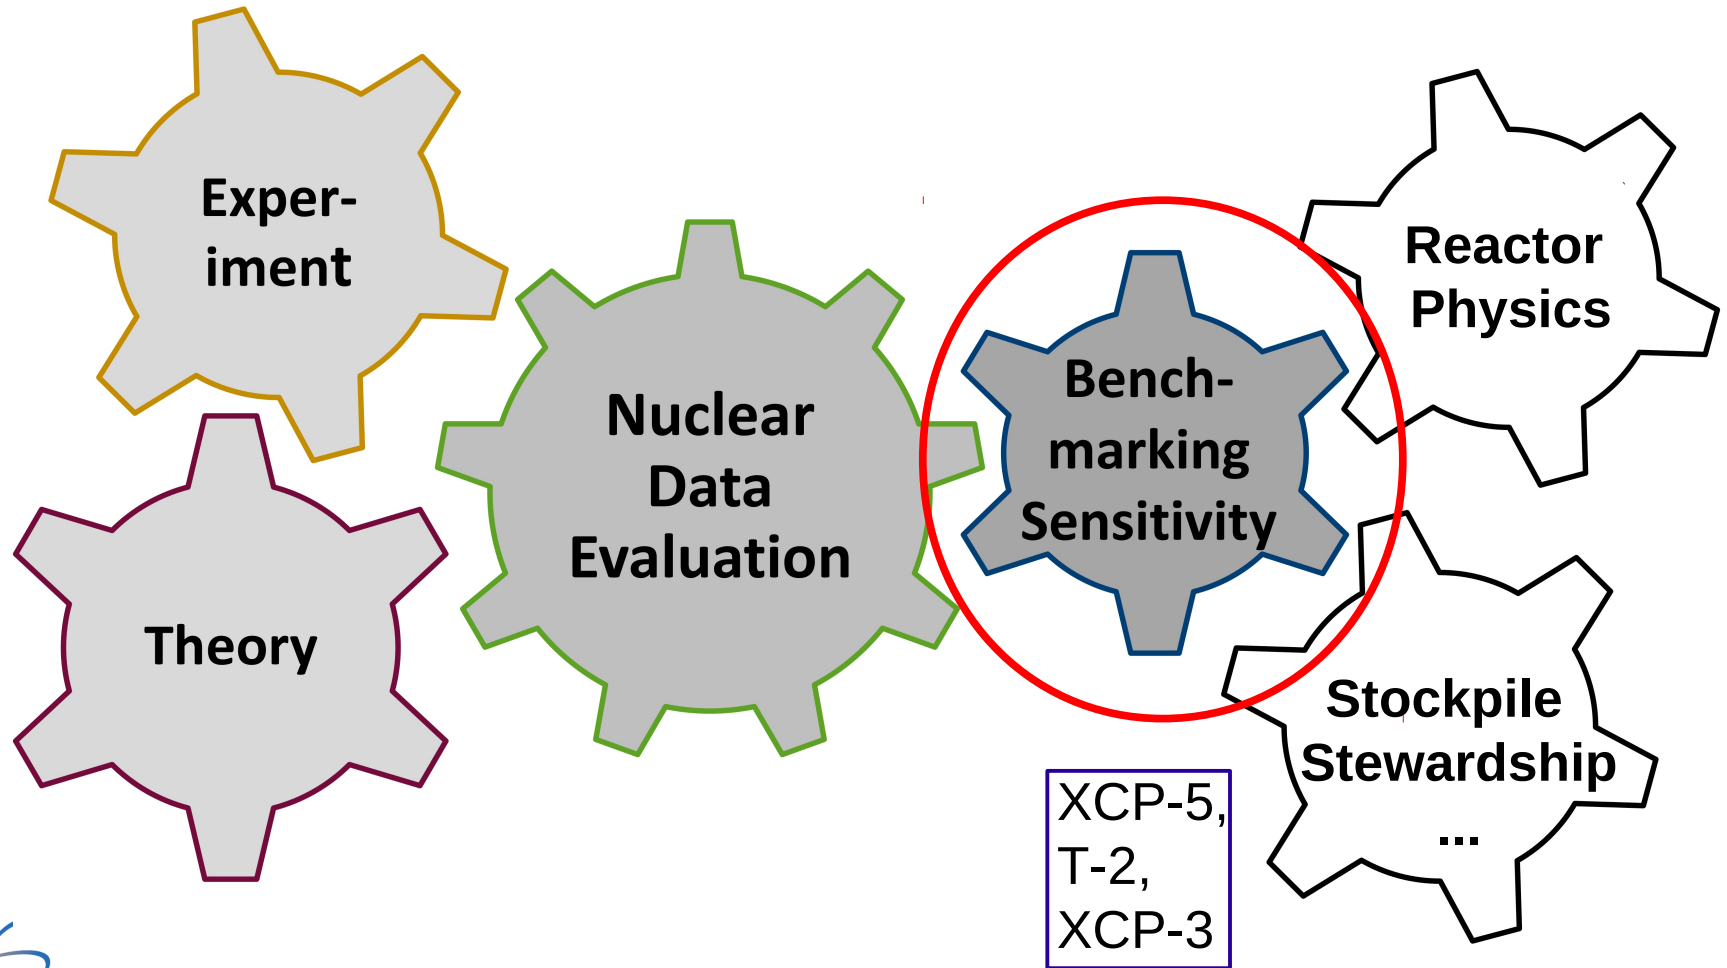 Exper-
iment
Theory
Nuclear
Data
Evaluation
Bench-
marking
Sensitivity
Reactor
Physics
Stockpile
Stewardship
...
XCP-5,
T-2,
XCP-3